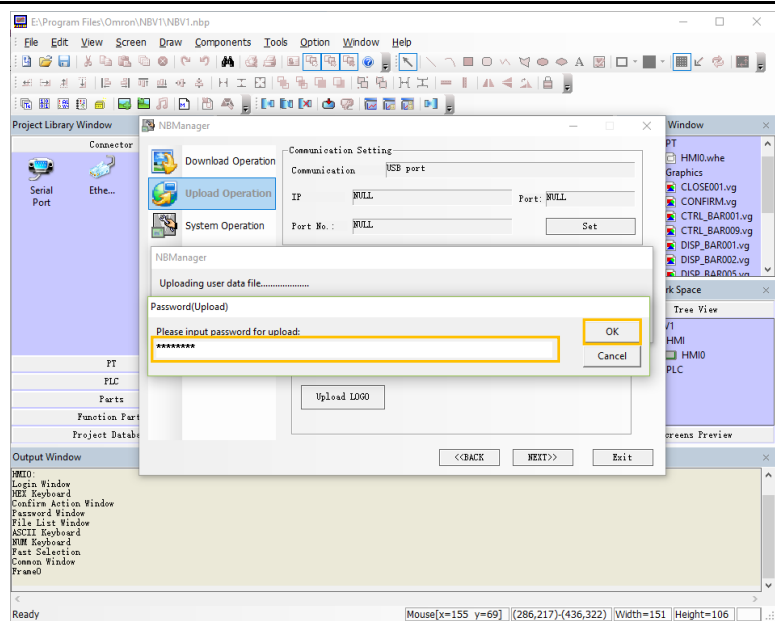 E:\Program Files\Omron\NBV1\NBV1.nbp
File Edit View Screen Draw Components Tools Option Window Help
Project Library Window
Connector
Serial Port
Ethe...
PT
PLC
Parts
Function Part
Project Databa
NBManager
Download Operation
Upload Operation
System Operation
Communication Setting
Communication USB port
IP NULL Port: NULL
Port No.: NULL Set
NBManager
Uploading user data file....................
Password(Upload)
Please input password for upload:
********
OK
Cancel
Upload LOGO
<<BACK NEXT>> Exit
Window
PT
HMI0.whe
Graphics
CLOSE001.vg
CONFIRM.vg
CTRL_BAR001.vg
CTRL_BAR009.vg
DISP_BAR001.vg
DISP_BAR002.vg
DISP_BAR005.vg
rk Space
Tree View
V1
HMI
HMI0
PLC
creens Preview
Output Window
HMI0:
Login Window
HEX Keyboard
Confirm Action Window
Password Window
File List Window
ASCII Keyboard
NUM Keyboard
Fast Selection
Common Window
Frame0
Ready
Mouse[x=155 y=69] (286,217)-(436,322) Width=151 Height=106